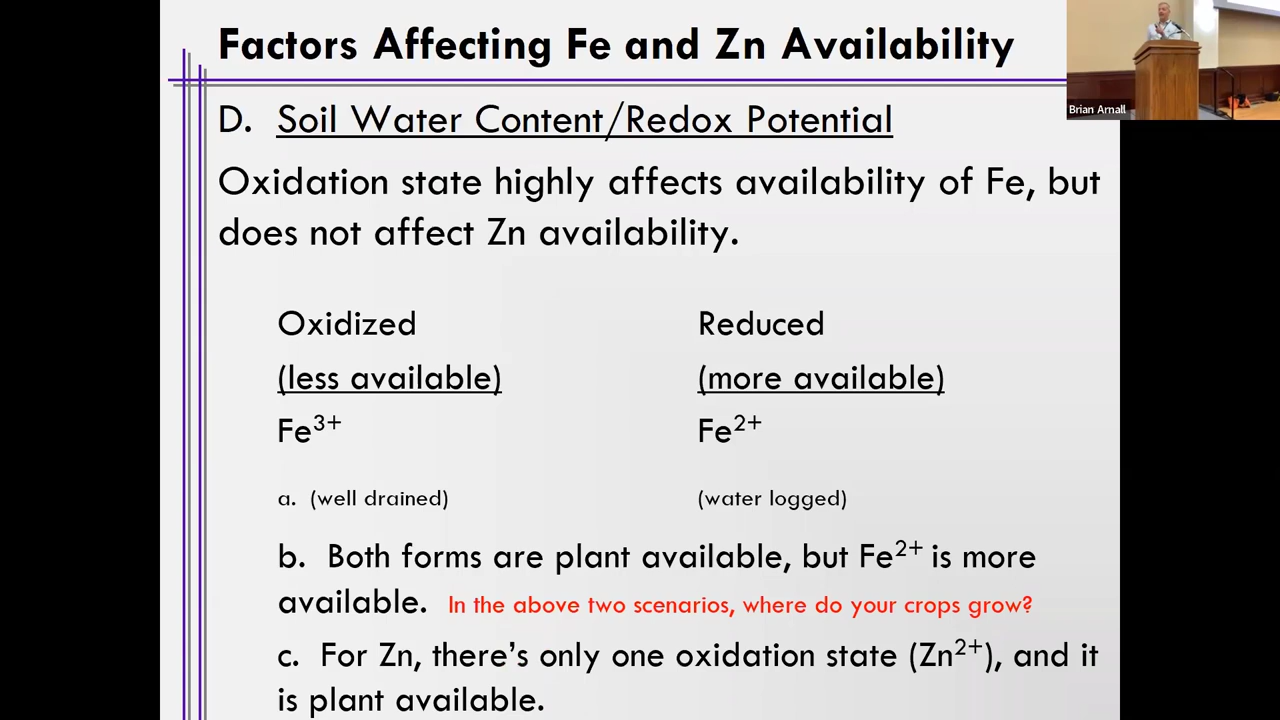 Factors Affecting Fe and Zn Availability
Brian Arnall
D. Soil Water Content/Redox Potential
Oxidation state highly affects availability of Fe, but
does not affect Zn availability.
Oxidized Reduced
(less available) (more available)
Fe³⁺ Fe²⁺
a. (well drained) (water logged)
b. Both forms are plant available, but Fe²⁺ is more
available. In the above two scenarios, where do your crops grow?
c. For Zn, there’s only one oxidation state (Zn²⁺), and it
is plant available.